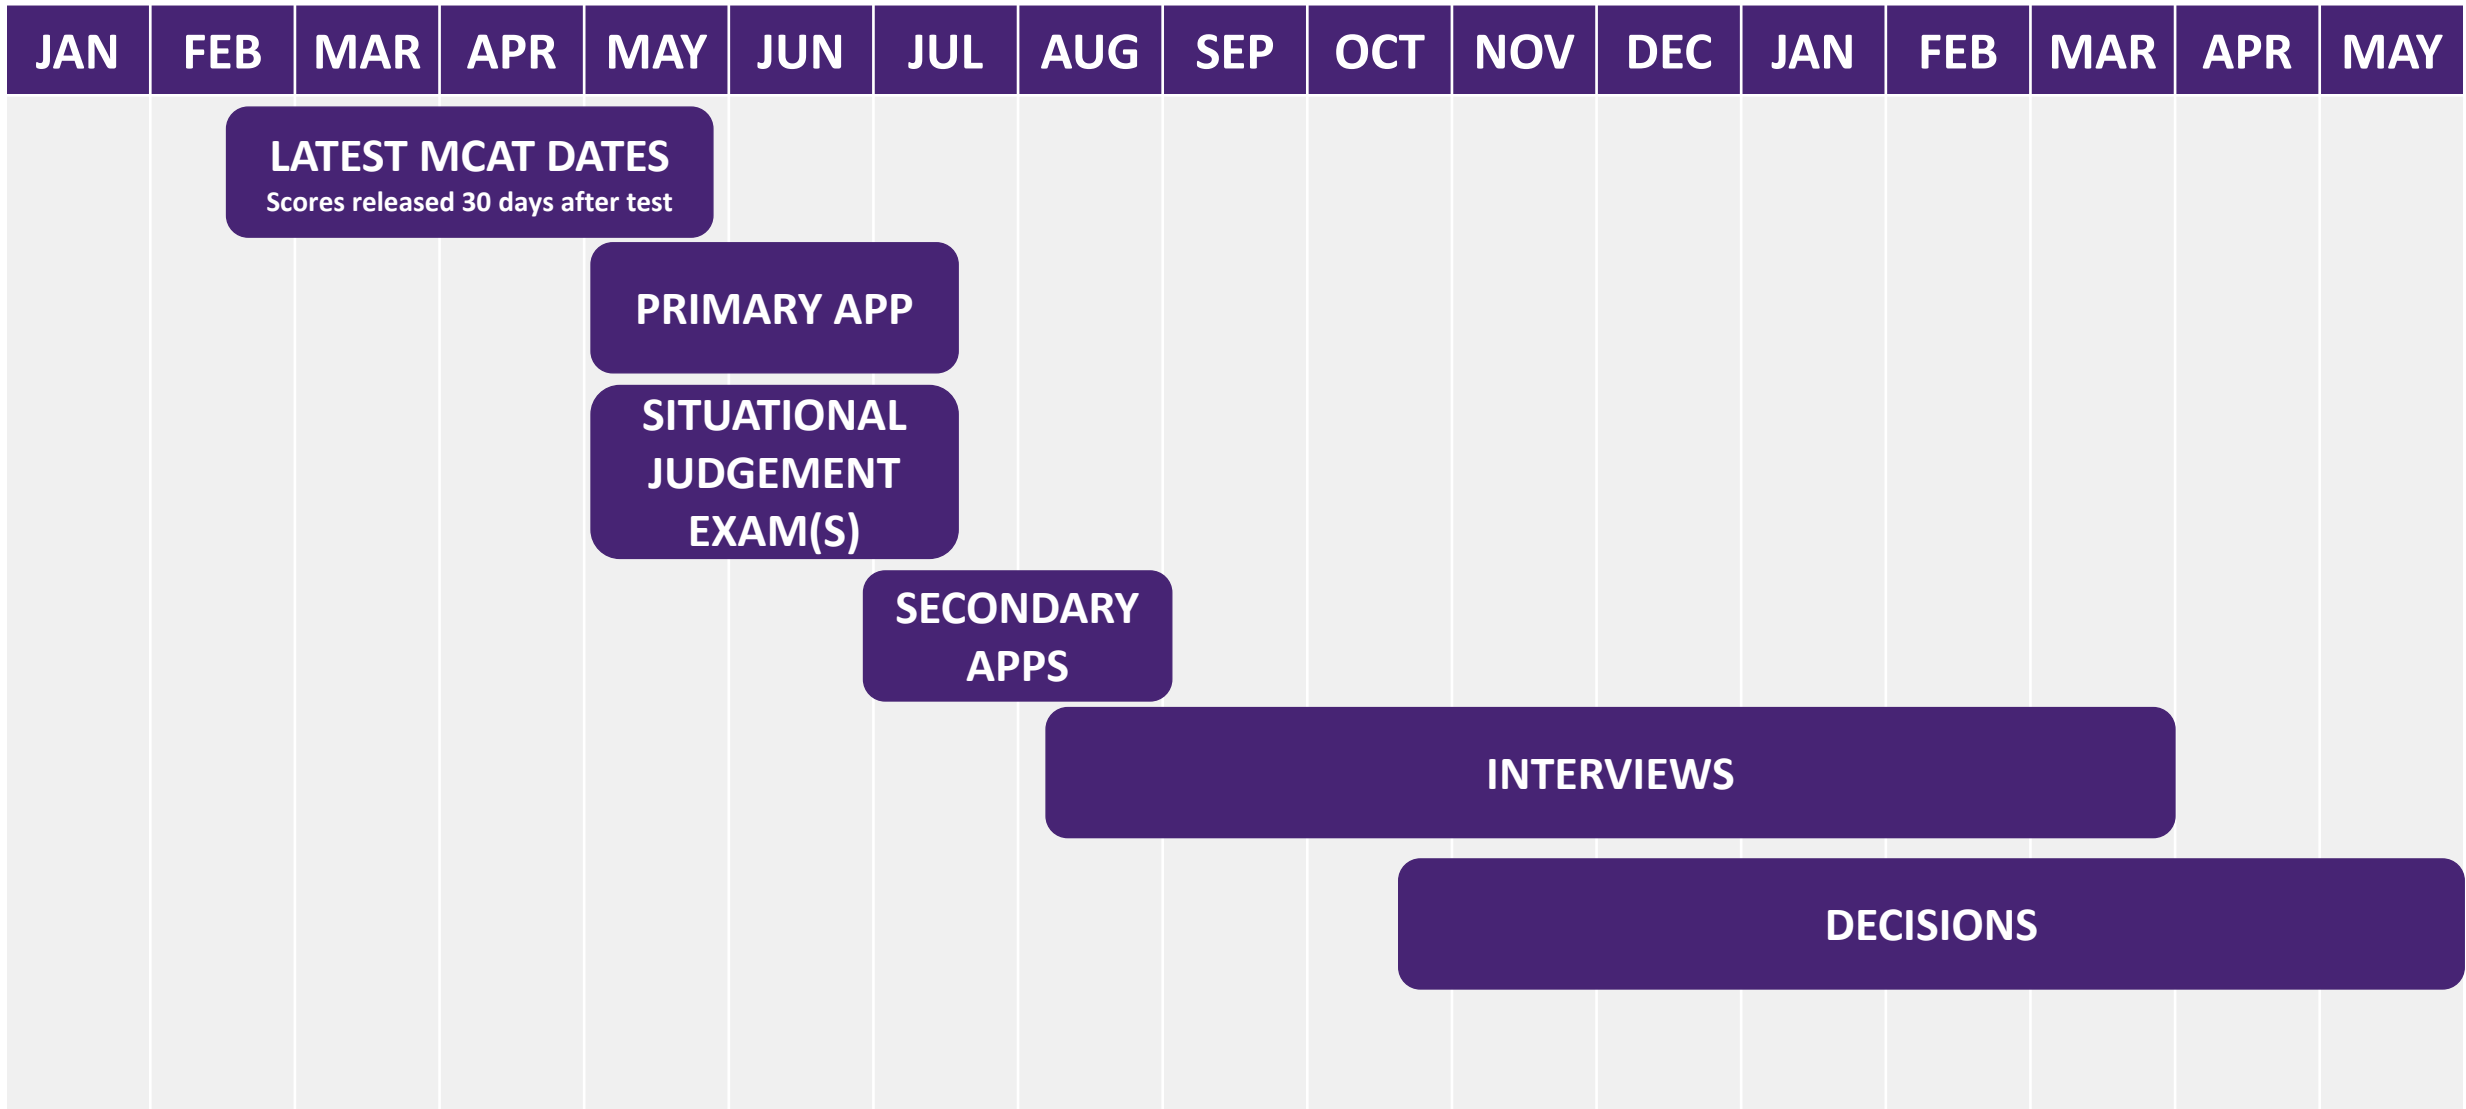 JAN FEB MAR APR MAY JUN JUL AUG SEP OCT NOV DEC JAN FEB MAR APR MAY
LATEST MCAT DATES
Scores released 30 days after test
PRIMARY APP
SITUATIONAL
JUDGEMENT
EXAM(S)
SECONDARY
APPS
INTERVIEWS
DECISIONS